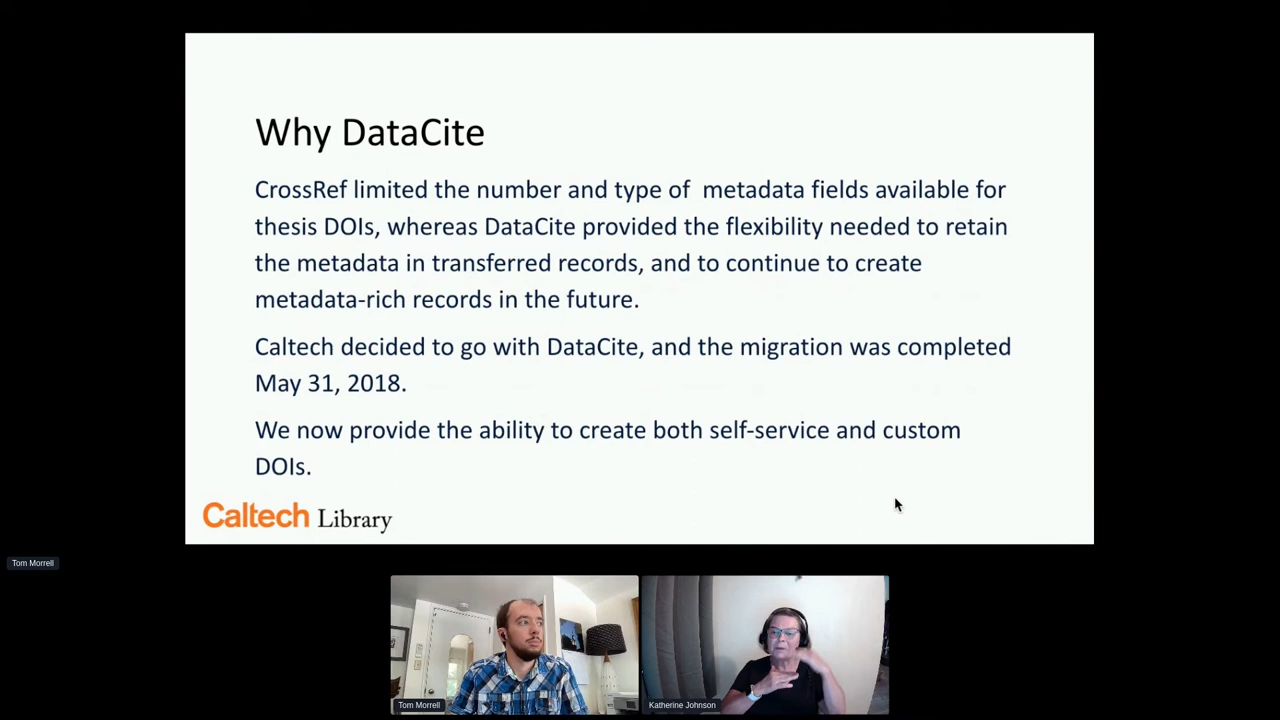 Why DataCite
CrossRef limited the number and type of metadata fields available for
thesis DOIs, whereas DataCite provided the flexibility needed to retain
the metadata in transferred records, and to continue to create
metadata-rich records in the future.
Caltech decided to go with DataCite, and the migration was completed
May 31, 2018.
We now provide the ability to create both self-service and custom
DOIs.
Caltech Library
Tom Morrell
Tom Morrell
Katherine Johnson